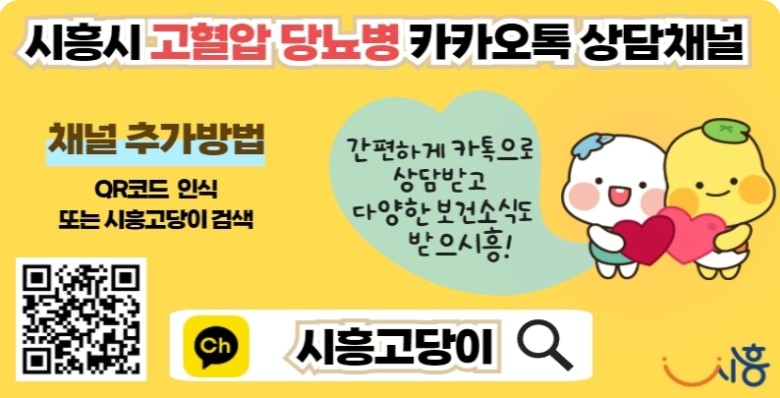 시흥시 고혈압 당뇨병 카카오톡 상담채널
채널 추가방법
QR코드 인식
또는 시흥고당이 검색
간편하게 카톡으로
상담받고
다양한 보건소식도
받으시흥!
Ch
시흥고당이
시흥